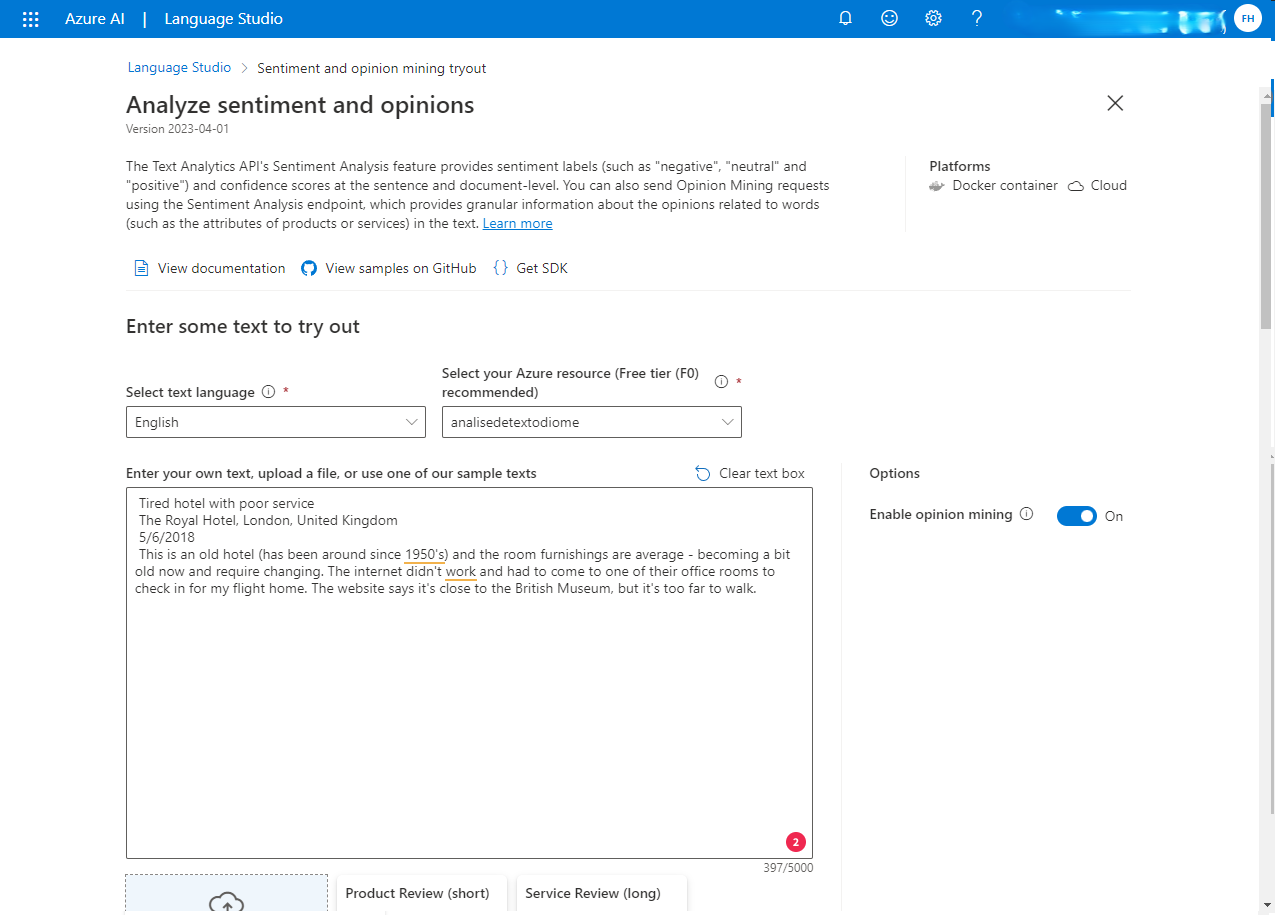 Azure AI | Language Studio
FH
Language Studio > Sentiment and opinion mining tryout
Analyze sentiment and opinions
Version 2023-04-01
The Text Analytics API's Sentiment Analysis feature provides sentiment labels (such as "negative", "neutral" and
"positive") and confidence scores at the sentence and document-level. You can also send Opinion Mining requests
using the Sentiment Analysis endpoint, which provides granular information about the opinions related to words
(such as the attributes of products or services) in the text. Learn more
Platforms
Docker container Cloud
View documentation View samples on GitHub {} Get SDK
Enter some text to try out
Select text language *
English
Select your Azure resource (Free tier (F0)
recommended) *
analisedetextodiome
Enter your own text, upload a file, or use one of our sample texts
Clear text box
Tired hotel with poor service
The Royal Hotel, London, United Kingdom
5/6/2018
This is an old hotel (has been around since 1950's) and the room furnishings are average - becoming a bit
old now and require changing. The internet didn't work and had to come to one of their office rooms to
check in for my flight home. The website says it's close to the British Museum, but it's too far to walk.
2
397/5000
Options
Enable opinion mining On
Product Review (short)
Service Review (long)